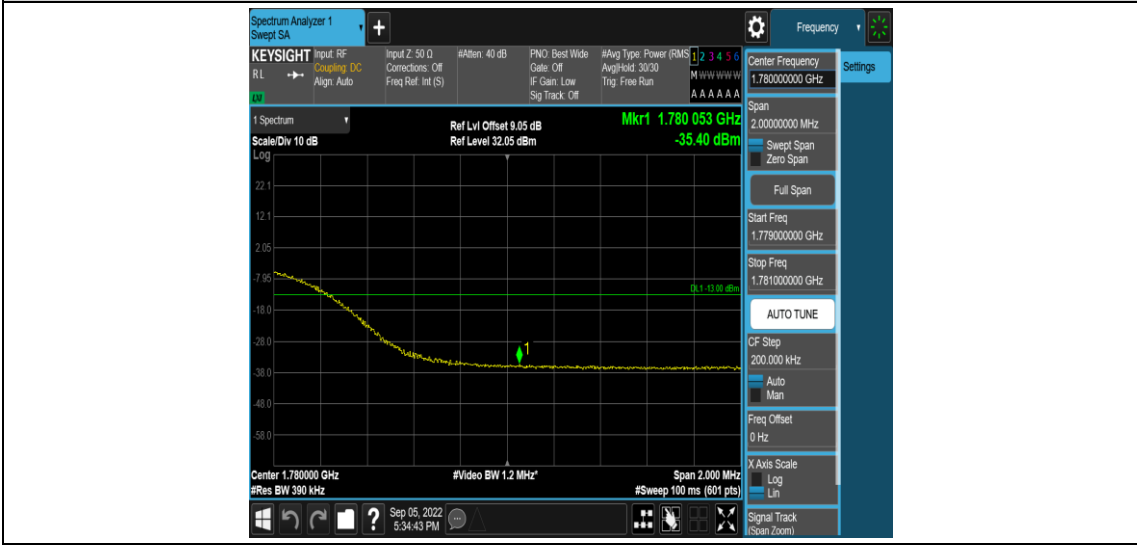 Spectrum Analyzer 1
Swept SA
+
Frequency
KEYSIGHT
RL
LM
Input: RF
Coupling: DC
Align: Auto
Input Z: 50 Ω
Corrections: Off
Freq Ref: Int (S)
#Atten: 40 dB
PNO: Best Wide
Gate: Off
IF Gain: Low
Sig Track: Off
#Avg Type: Power (RMS
Avg|Hold: 30/30
Trig: Free Run
1 2 3 4 5 6
M W W W W W
A A A A A A
1 Spectrum
Scale/Div 10 dB
Log
Ref Lvl Offset 9.05 dB
Ref Level 32.05 dBm
Mkr1 1.780 053 GHz
-35.40 dBm
22.1
12.1
2.05
-7.95
-18.0
-28.0
-38.0
-48.0
-58.0
DL1 -13.00 dBm
1
Center 1.780000 GHz
#Res BW 390 kHz
#Video BW 1.2 MHz*
Span 2.000 MHz
#Sweep 100 ms (601 pts)
?
Sep 05, 2022
5:34:43 PM
Center Frequency
1.780000000 GHz
Settings
Span
2.00000000 MHz
Swept Span
Zero Span
Full Span
Start Freq
1.779000000 GHz
Stop Freq
1.781000000 GHz
AUTO TUNE
CF Step
200.000 kHz
Auto
Man
Freq Offset
0 Hz
X Axis Scale
Log
Lin
Signal Track
(Span Zoom)